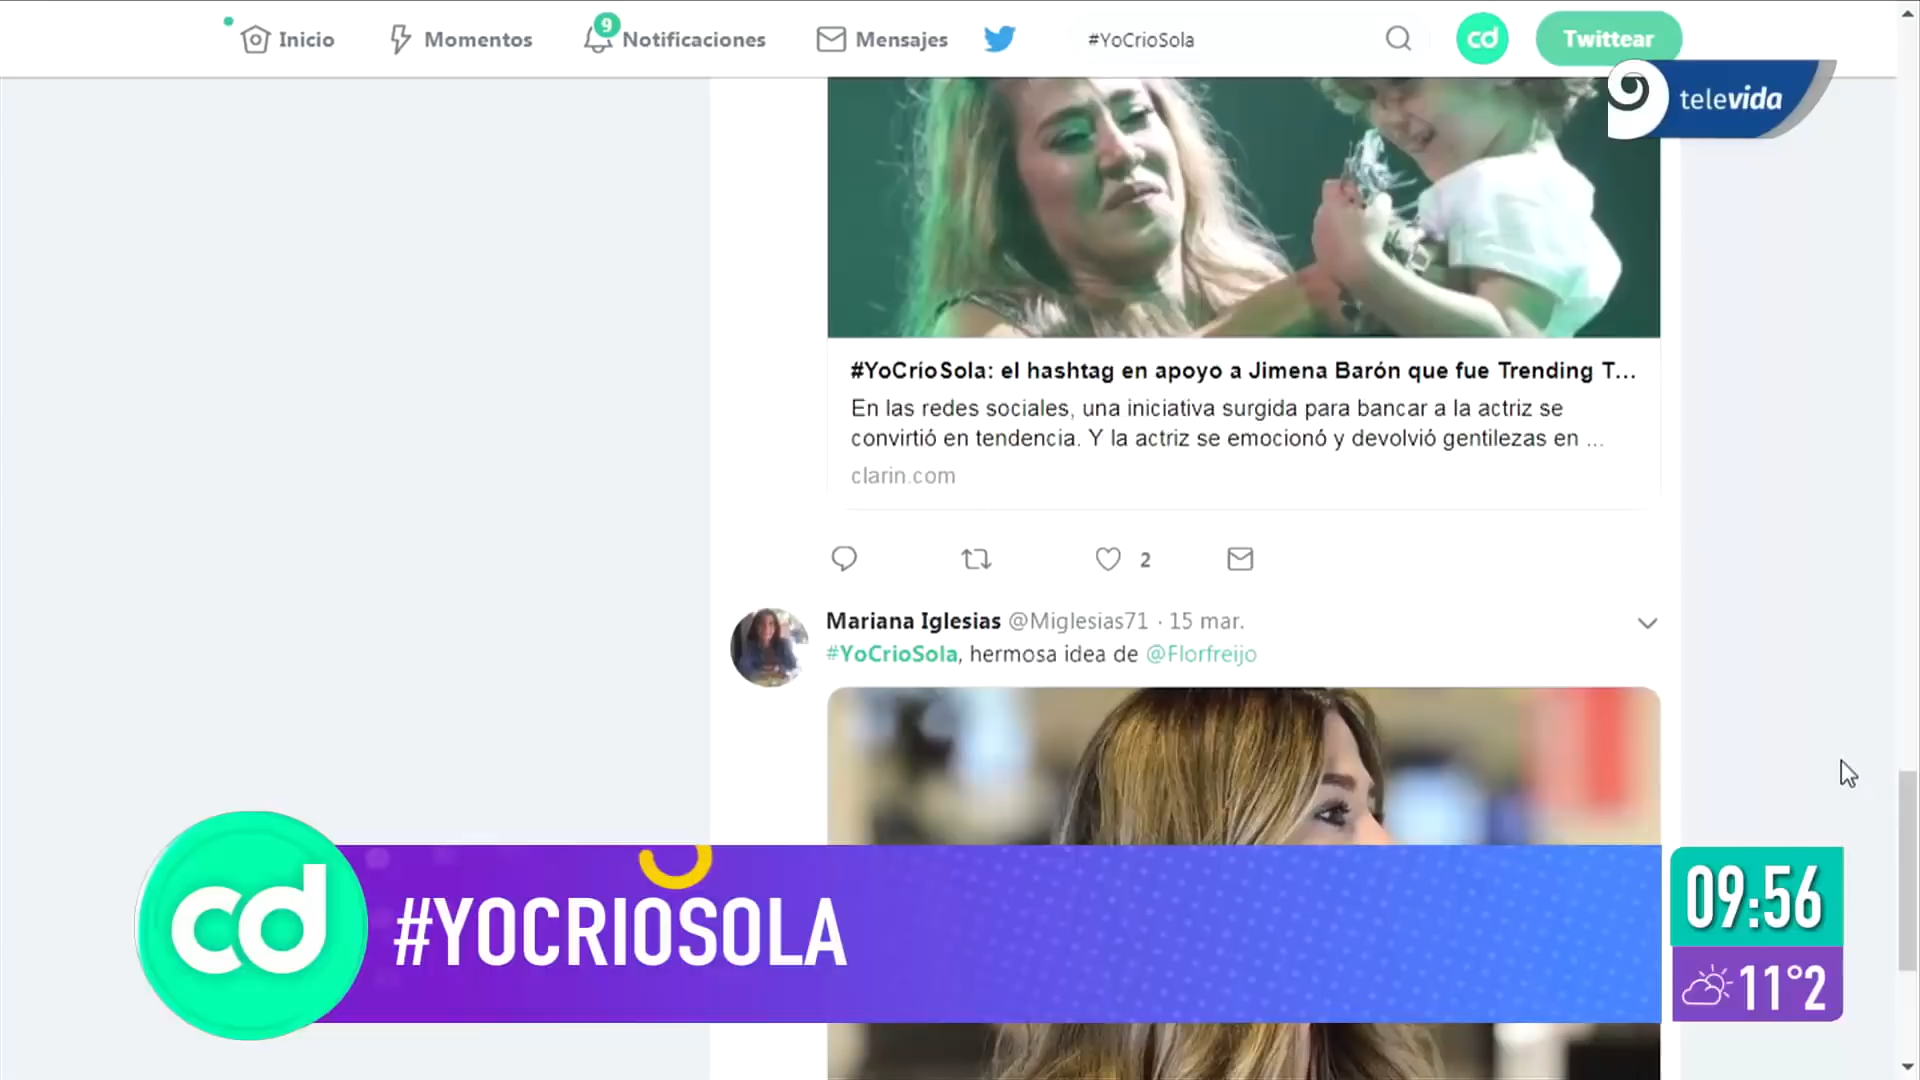 Inicio
Momentos
9
Notificaciones
Mensajes
#YoCrioSola
cd
Twittear
televida
#YoCríoSola: el hashtag en apoyo a Jimena Barón que fue Trending T...
En las redes sociales, una iniciativa surgida para bancar a la actriz se
convirtió en tendencia. Y la actriz se emocionó y devolvió gentilezas en ...
clarin.com
2
Mariana Iglesias @Miglesias71 · 15 mar.
#YoCrioSola, hermosa idea de @Florfreijo
cd
#YOCRIOSOLA
09:56
11°2